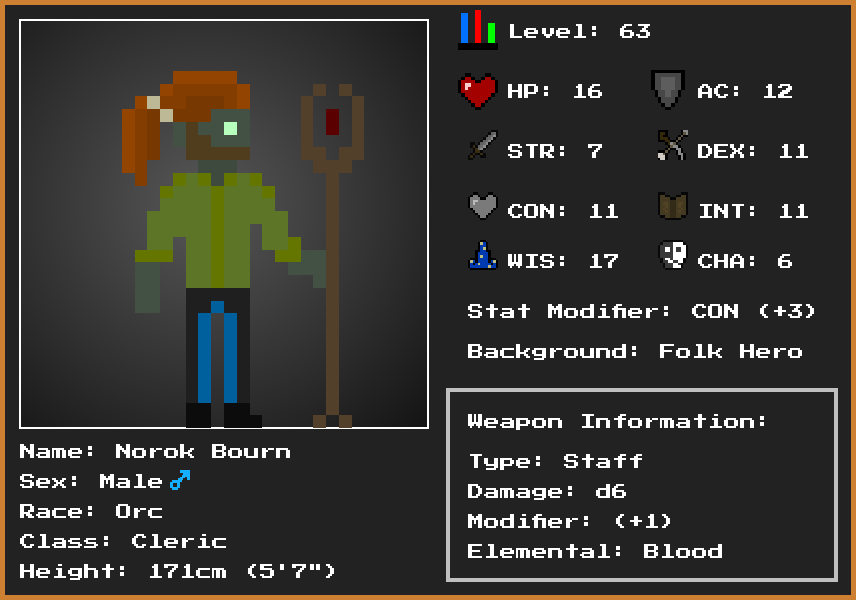 Level: 63
HP: 16
AC: 12
STR: 7
DEX: 11
CON: 11
INT: 11
WIS: 17
CHA: 6
Stat Modifier: CON (+3)
Background: Folk Hero
Weapon Information:
Type: Staff
Damage: d6
Modifier: (+1)
Elemental: Blood
Name: Norok Bourn
Sex: Male ♂
Race: Orc
Class: Cleric
Height: 171cm (5'7")